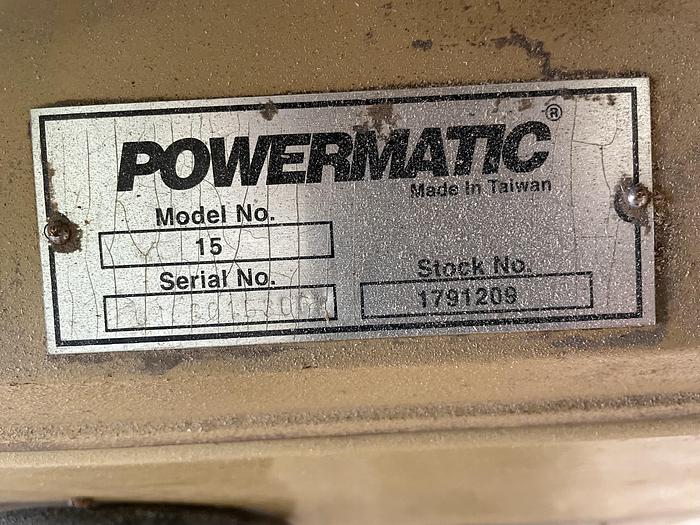 POWERMATIC®
Made in Taiwan
Model No.
15
Serial No.
Stock No.
1791209